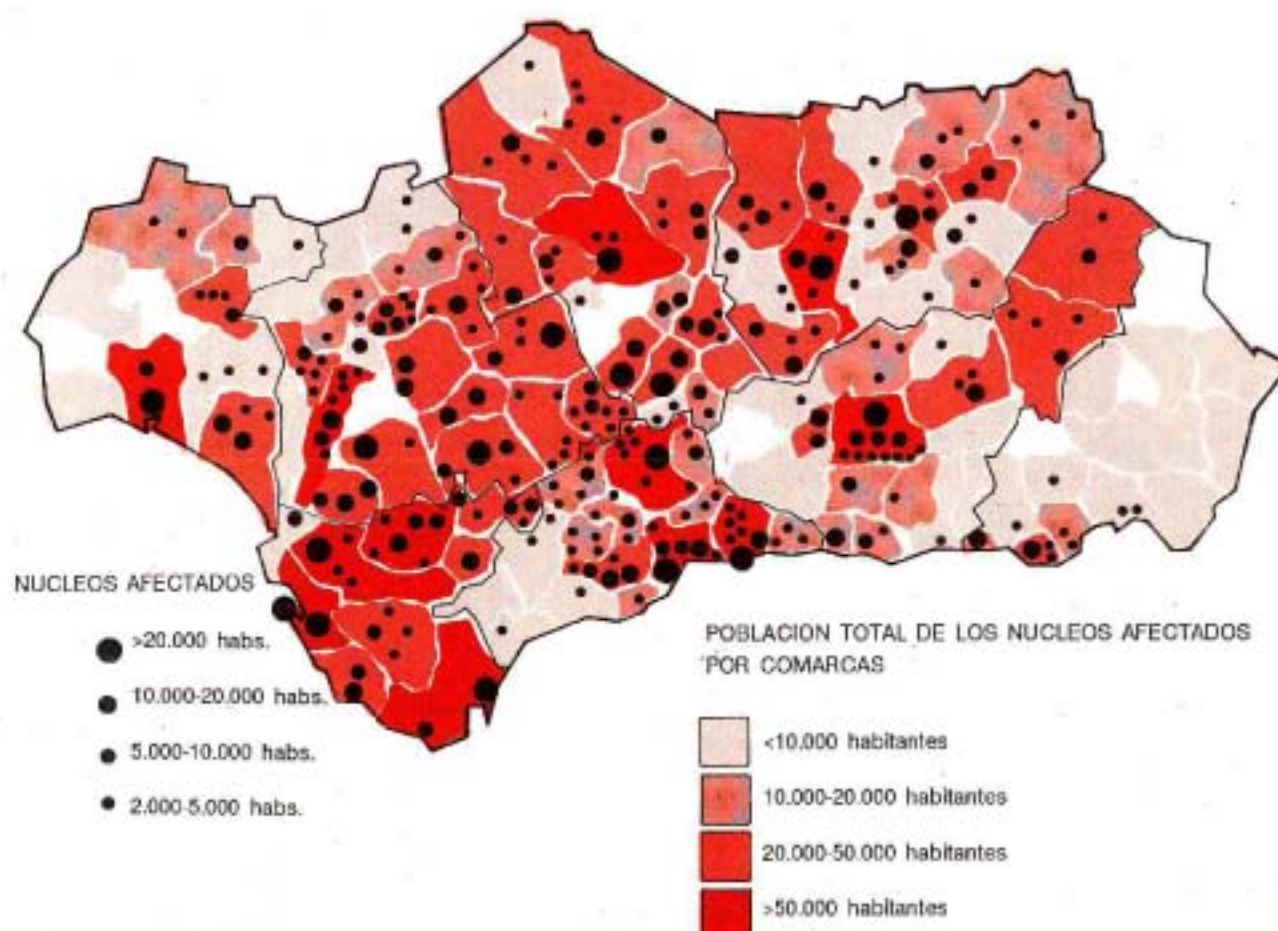 NUCLEOS AFECTADOS
>20.000 habs.
10.000-20.000 habs.
5.000-10.000 habs.
2.000-5.000 habs.
POBLACION TOTAL DE LOS NUCLEOS AFECTADOS
POR COMARCAS
<10.000 habitantes
10.000-20.000 habitantes
20.000-50.000 habitantes
>50.000 habitantes